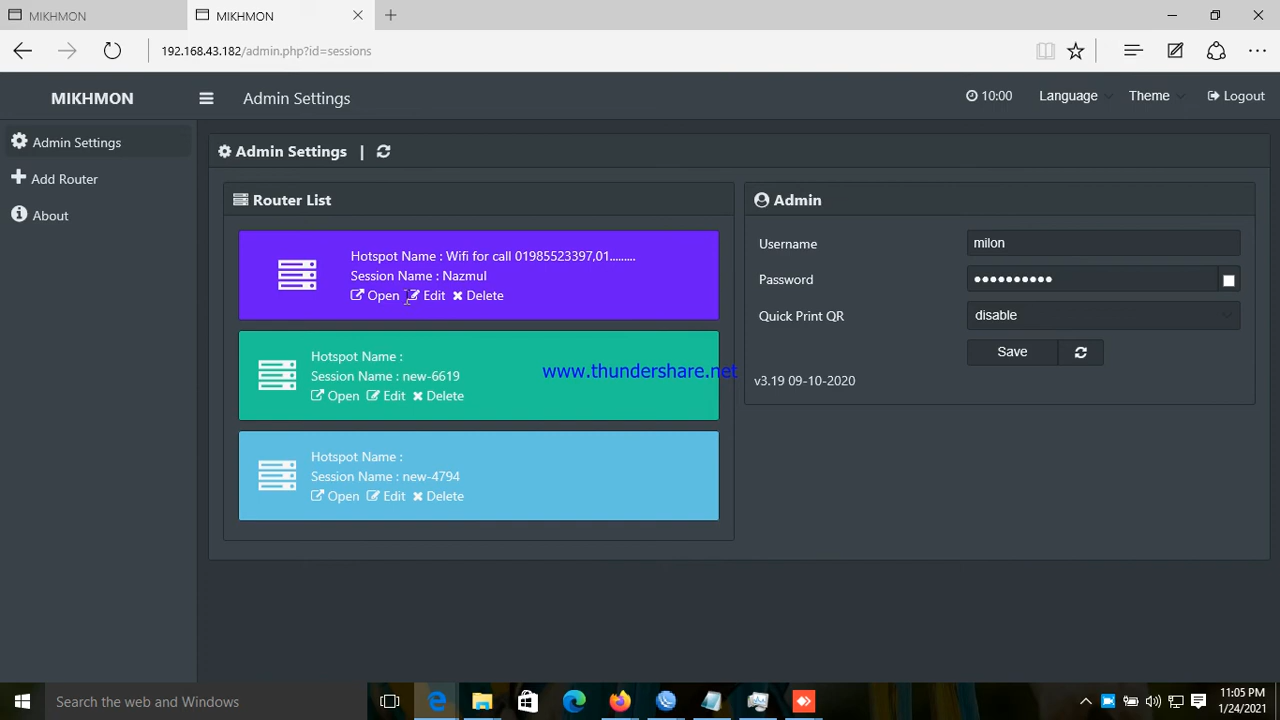 MIKHMON
MIKHMON
192.168.43.182/admin.php?id=sessions
MIKHMON
Admin Settings
10:00
Language
Theme
Logout
Admin Settings
Add Router
About
Admin Settings |
Router List
Hotspot Name : Wifi for call 01985523397,01.........
Session Name : Nazmul
Open Edit Delete
Hotspot Name :
Session Name : new-6619
Open Edit Delete
Hotspot Name :
Session Name : new-4794
Open Edit Delete
www.thundershare.net
Admin
Username milon
Password ••••••••••
Quick Print QR disable
Save
v3.19 09-10-2020
Search the web and Windows
11:05 PM
1/24/2021